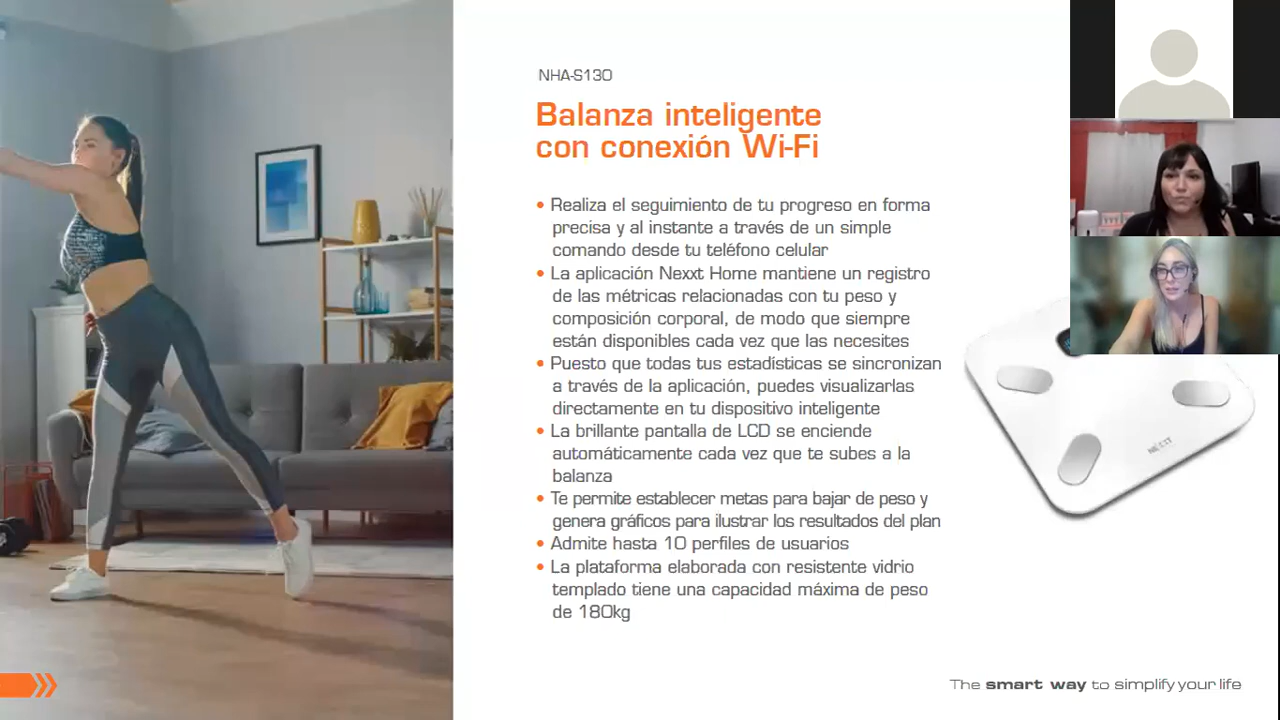 NHA-S130
Balanza inteligente
con conexión Wi-Fi
• Realiza el seguimiento de tu progreso en forma
precisa y al instante a través de un simple
comando desde tu teléfono celular
• La aplicación Nexxt Home mantiene un registro
de las métricas relacionadas con tu peso y
composición corporal, de modo que siempre
están disponibles cada vez que las necesites
• Puesto que todas tus estadísticas se sincronizan
a través de la aplicación, puedes visualizarlas
directamente en tu dispositivo inteligente
• La brillante pantalla de LCD se enciende
automáticamente cada vez que te subes a la
balanza
• Te permite establecer metas para bajar de peso y
genera gráficos para ilustrar los resultados del plan
• Admite hasta 10 perfiles de usuarios
• La plataforma elaborada con resistente vidrio
templado tiene una capacidad máxima de peso
de 180kg
NEXXT
The smart way to simplify your life